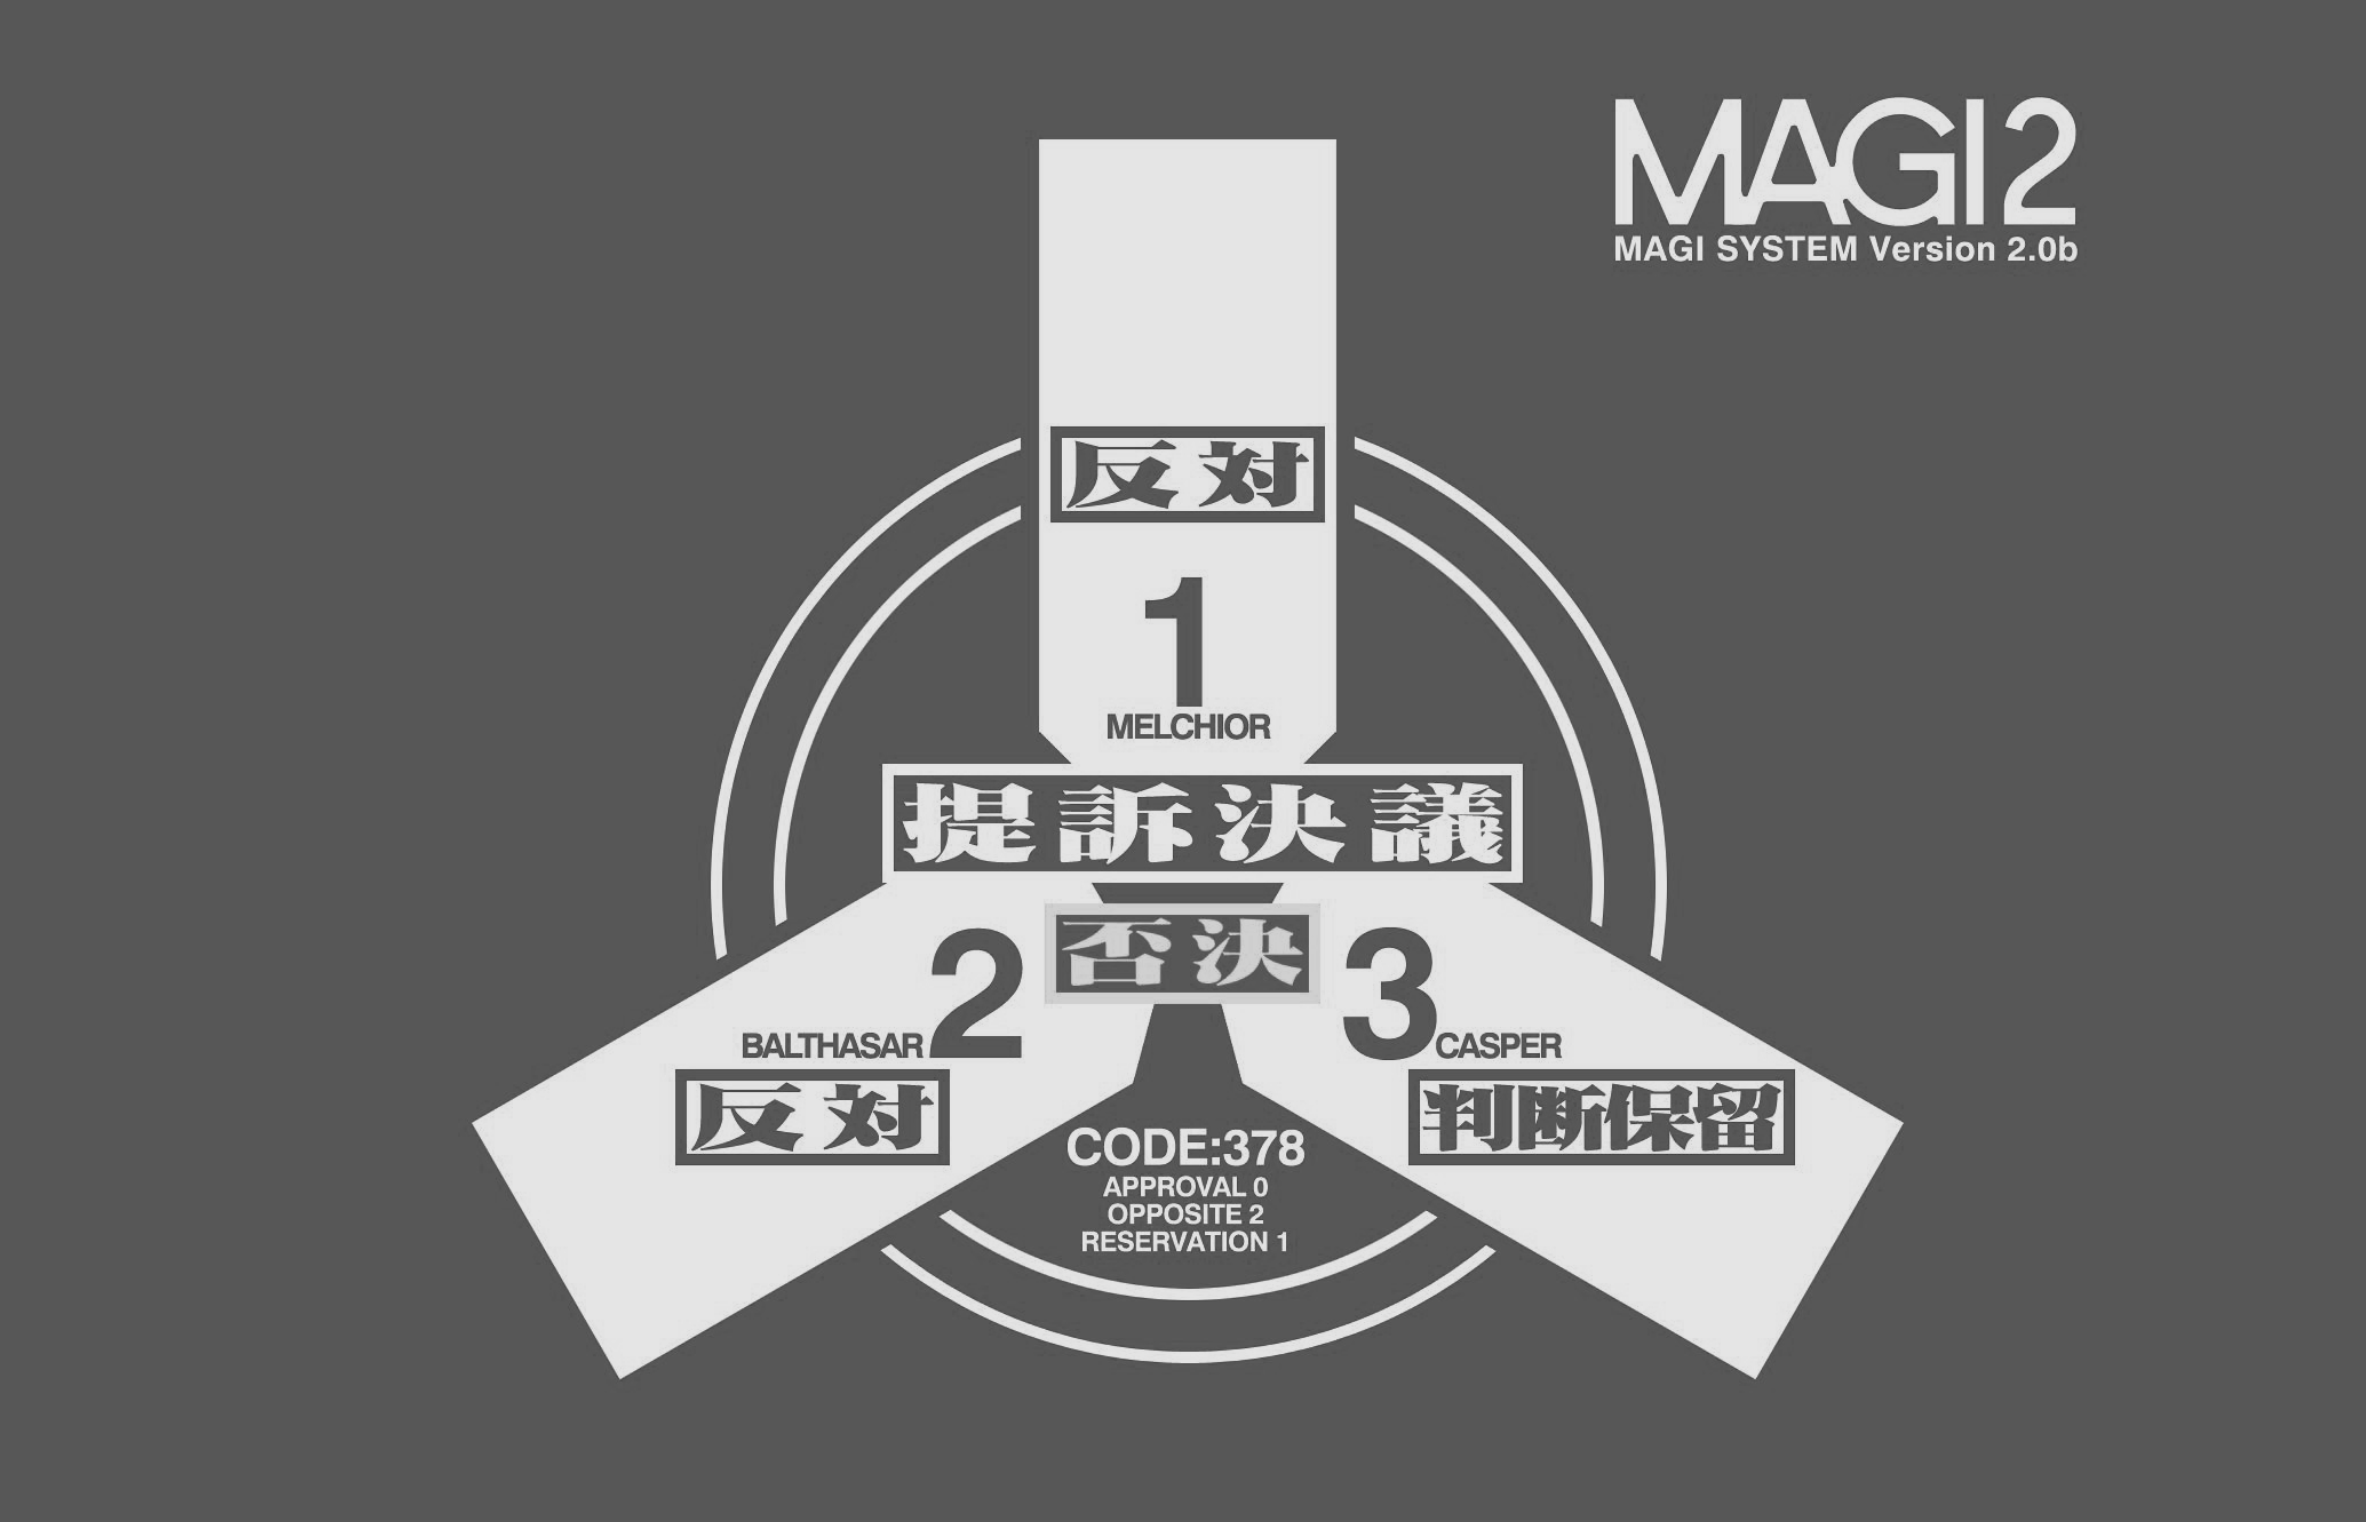 MAGI2
MAGI SYSTEM Version 2.0b
反対
1
MELCHIOR
提訴決議
否決
2
BALTHASAR
反対
3
CASPER
判断保留
CODE:378
APPROVAL 0
OPPOSITE 2
RESERVATION 1